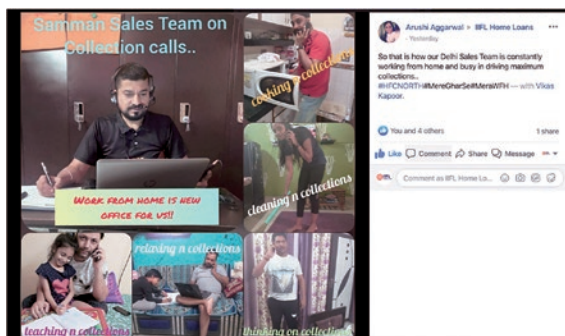 Samman Sales Team on
Collection calls..
cooking n collections
cleaning n collections
WORK FROM HOME IS NEW
OFFICE FOR US!!
relaxing n collections
teaching n collections
thinking on collections
Arushi Aggarwal ▸ IIFL Home Loans
Yesterday
So that is how our Delhi Sales Team is constantly
working from home and busy in driving maximum
collections..
#HFCNORTH#MereGharSe#MeraWFH — with Vikas
Kapoor.
You and 4 others 1 share
Like Comment Share Message
Comment as IIFL Home Lo...